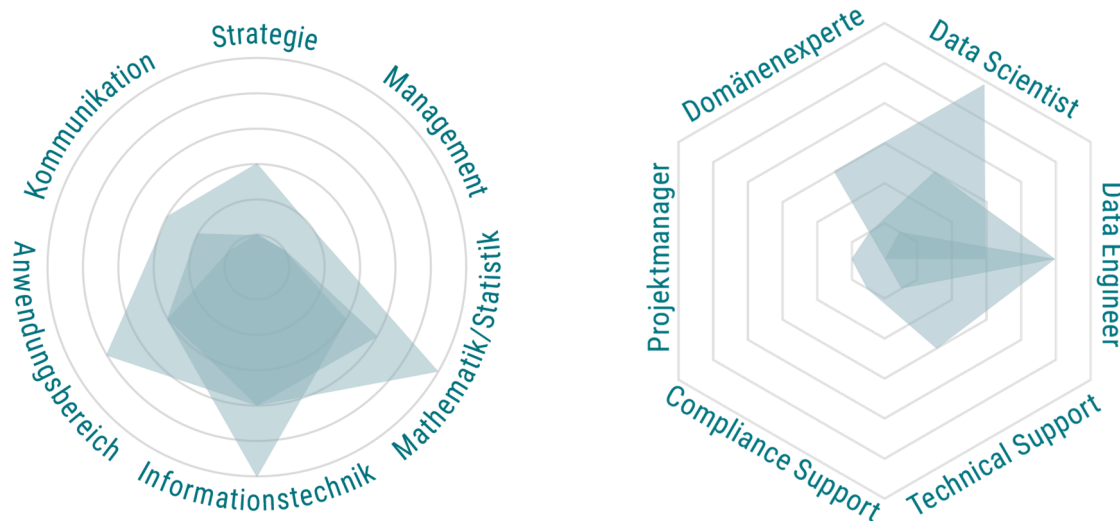 Strategie
Management
Mathematik/Statistik
Informationstechnik
Anwendungsbereich
Kommunikation
Domänenexperte
Data Scientist
Data Engineer
Technical Support
Compliance Support
Projektmanager